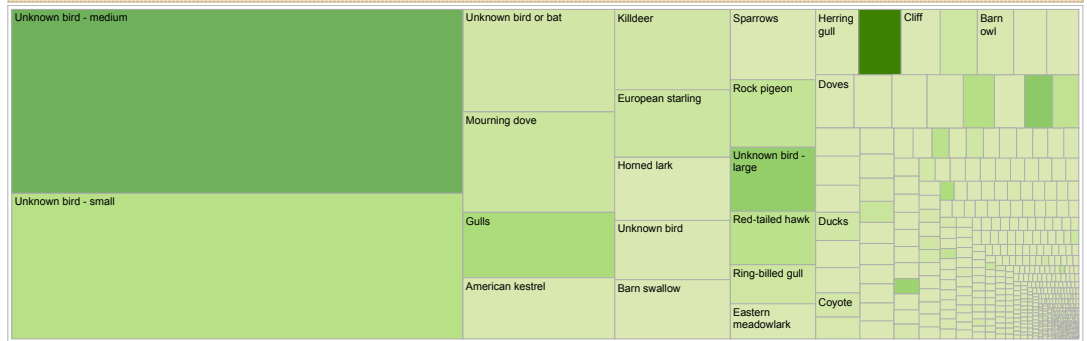 Unknown bird - medium
Unknown bird - small
Unknown bird or bat
Mourning dove
Gulls
American kestrel
Killdeer
European starling
Horned lark
Unknown bird
Barn swallow
Sparrows
Rock pigeon
Unknown bird -
large
Red-tailed hawk
Ring-billed gull
Eastern
meadowlark
Herring
gull
Doves
Ducks
Coyote
Cliff
Barn
owl